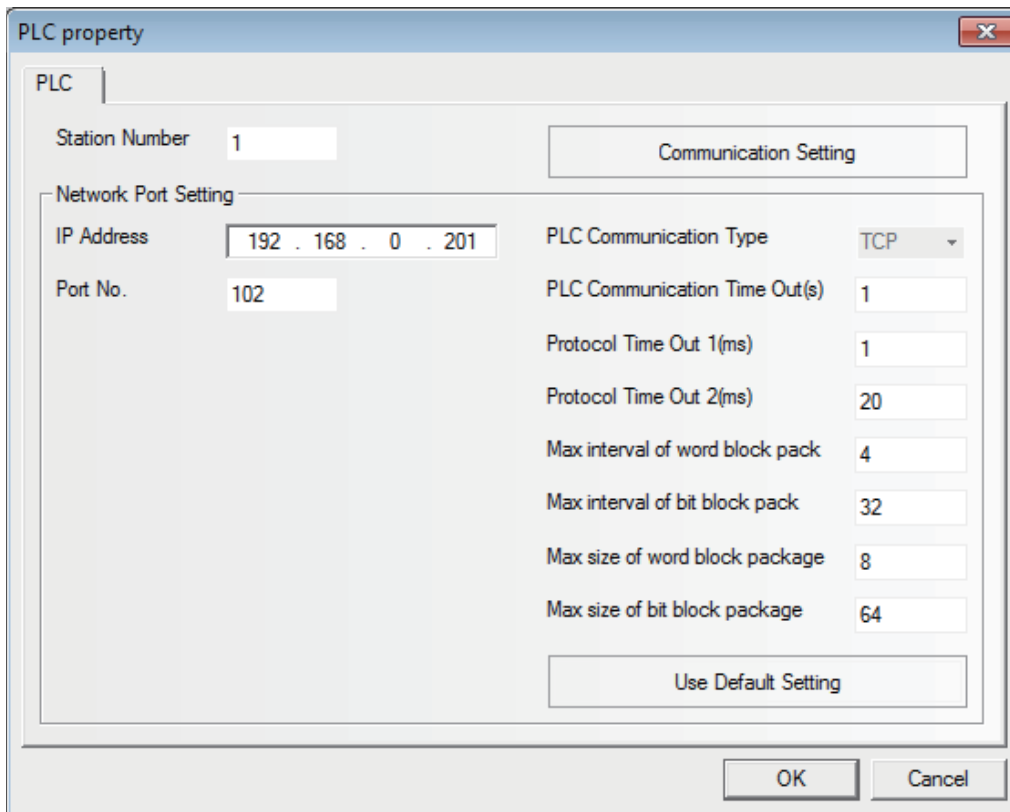 PLC property
PLC
Station Number 1
Communication Setting
Network Port Setting
IP Address 192 . 168 . 0 . 201
PLC Communication Type TCP
Port No. 102
PLC Communication Time Out(s) 1
Protocol Time Out 1(ms) 1
Protocol Time Out 2(ms) 20
Max interval of word block pack 4
Max interval of bit block pack 32
Max size of word block package 8
Max size of bit block package 64
Use Default Setting
OK Cancel